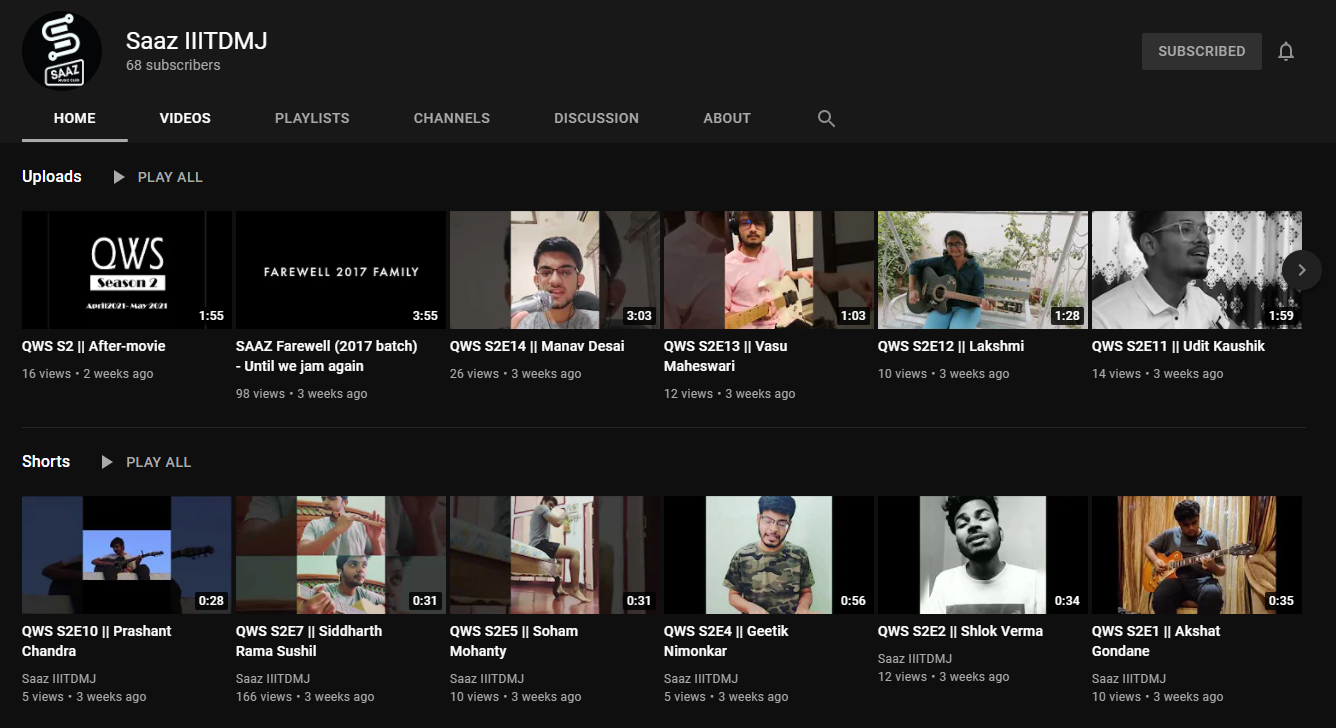 SAAZ
MUSIC CLUB
Saaz IIITDMJ
68 subscribers
SUBSCRIBED
HOME VIDEOS PLAYLISTS CHANNELS DISCUSSION ABOUT
Uploads PLAY ALL
QWS
Season 2
April2021- May 2021
1:55
FAREWELL 2017 FAMILY
3:55
3:03
1:03
1:28
1:59
QWS S2 || After-movie
16 views • 2 weeks ago
SAAZ Farewell (2017 batch)
- Until we jam again
98 views • 3 weeks ago
QWS S2E14 || Manav Desai
26 views • 3 weeks ago
QWS S2E13 || Vasu
Maheswari
12 views • 3 weeks ago
QWS S2E12 || Lakshmi
10 views • 3 weeks ago
QWS S2E11 || Udit Kaushik
14 views • 3 weeks ago
Shorts PLAY ALL
0:28
0:31
0:31
0:56
0:34
0:35
QWS S2E10 || Prashant
Chandra
Saaz IIITDMJ
5 views • 3 weeks ago
QWS S2E7 || Siddharth
Rama Sushil
Saaz IIITDMJ
166 views • 3 weeks ago
QWS S2E5 || Soham
Mohanty
Saaz IIITDMJ
10 views • 3 weeks ago
QWS S2E4 || Geetik
Nimonkar
Saaz IIITDMJ
5 views • 3 weeks ago
QWS S2E2 || Shlok Verma
Saaz IIITDMJ
12 views • 3 weeks ago
QWS S2E1 || Akshat
Gondane
Saaz IIITDMJ
10 views • 3 weeks ago